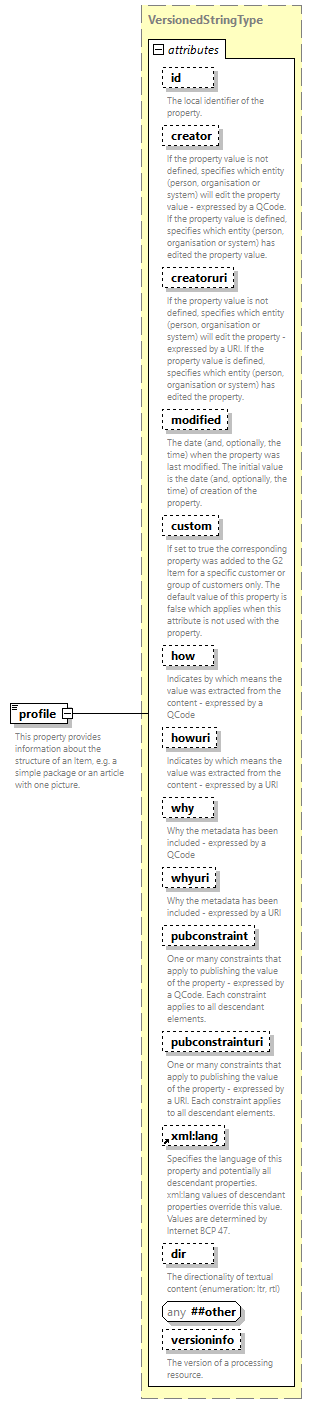 VersionedStringType
attributes
id
The local identifier of the
property.
creator
If the property value is not
defined, specifies which entity
(person, organisation or
system) will edit the property
value - expressed by a QCode.
If the property value is defined,
specifies which entity (person,
organisation or system) has
edited the property value.
creatoruri
If the property value is not
defined, specifies which entity
(person, organisation or
system) will edit the property -
expressed by a URI. If the
property value is defined,
specifies which entity (person,
organisation or system) has
edited the property.
modified
The date (and, optionally, the
time) when the property was
last modified. The initial value
is the date (and, optionally, the
time) of creation of the
property.
custom
If set to true the corresponding
property was added to the G2
Item for a specific customer or
group of customers only. The
default value of this property is
false which applies when this
attribute is not used with the
property.
how
Indicates by which means the
value was extracted from the
content - expressed by a
QCode
profile
This property provides
information about the
structure of an Item, e.g. a
simple package or an article
with one picture.
howuri
Indicates by which means the
value was extracted from the
content - expressed by a URI
why
Why the metadata has been
included - expressed by a
QCode
whyuri
Why the metadata has been
included - expressed by a URI
pubconstraint
One or many constraints that
apply to publishing the value
of the property - expressed by
a QCode. Each constraint
applies to all descendant
elements.
pubconstrainturi
One or many constraints that
apply to publishing the value
of the property - expressed by
a URI. Each constraint applies
to all descendant elements.
xml:lang
Specifies the language of this
property and potentially all
descendant properties.
xml:lang values of descendant
properties override this value.
Values are determined by
Internet BCP 47.
dir
The directionality of textual
content (enumeration: ltr, rtl)
any ##other
versioninfo
The version of a processing
resource.